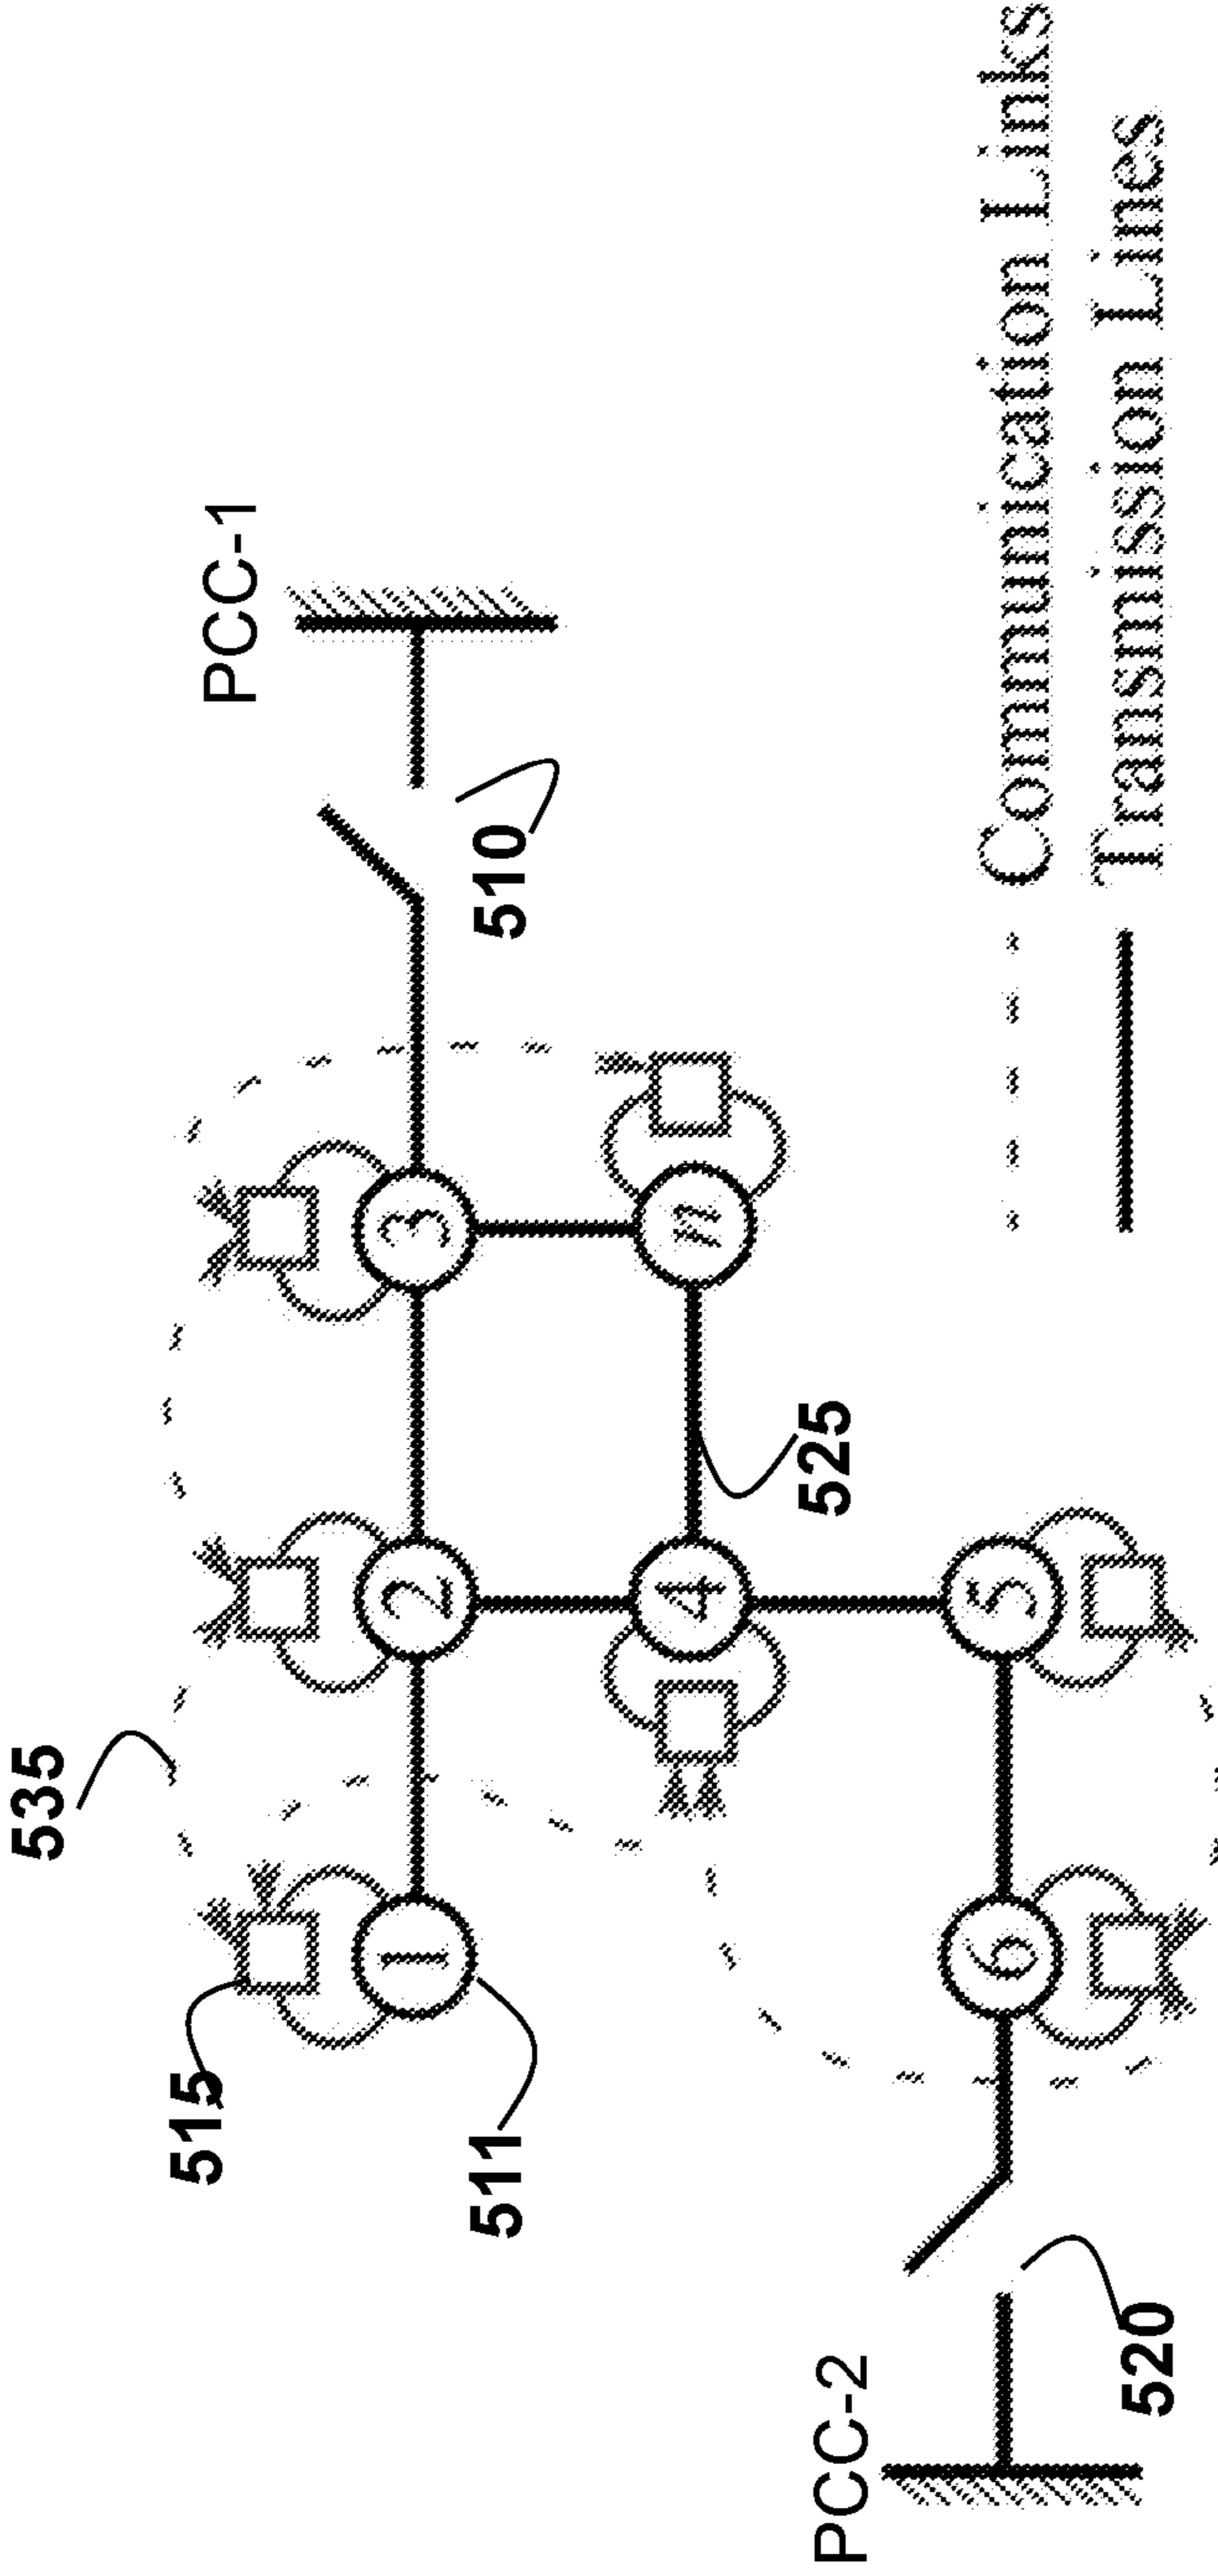 535
515
PCC-1
1
2
3
511
510
4
n
525
PCC-2
6
5
520
Communication Links
Transmission Lines